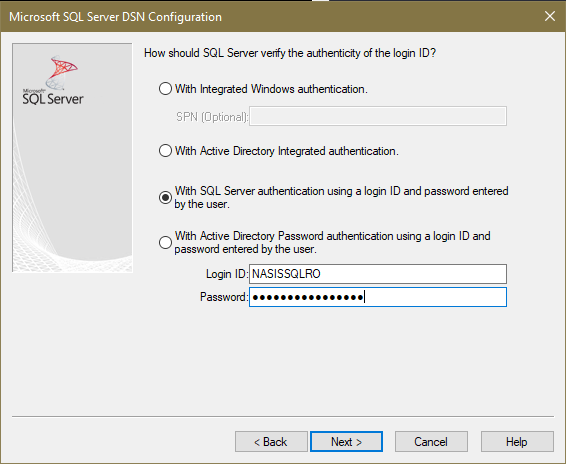 Microsoft SQL Server DSN Configuration
Microsoft
SQL Server
How should SQL Server verify the authenticity of the login ID?
With Integrated Windows authentication.
SPN (Optional):
With Active Directory Integrated authentication.
With SQL Server authentication using a login ID and password entered
by the user.
With Active Directory Password authentication using a login ID and
password entered by the user.
Login ID: NASISSQLRO
Password: ●●●●●●●●●●●●●●●●
< Back Next > Cancel Help